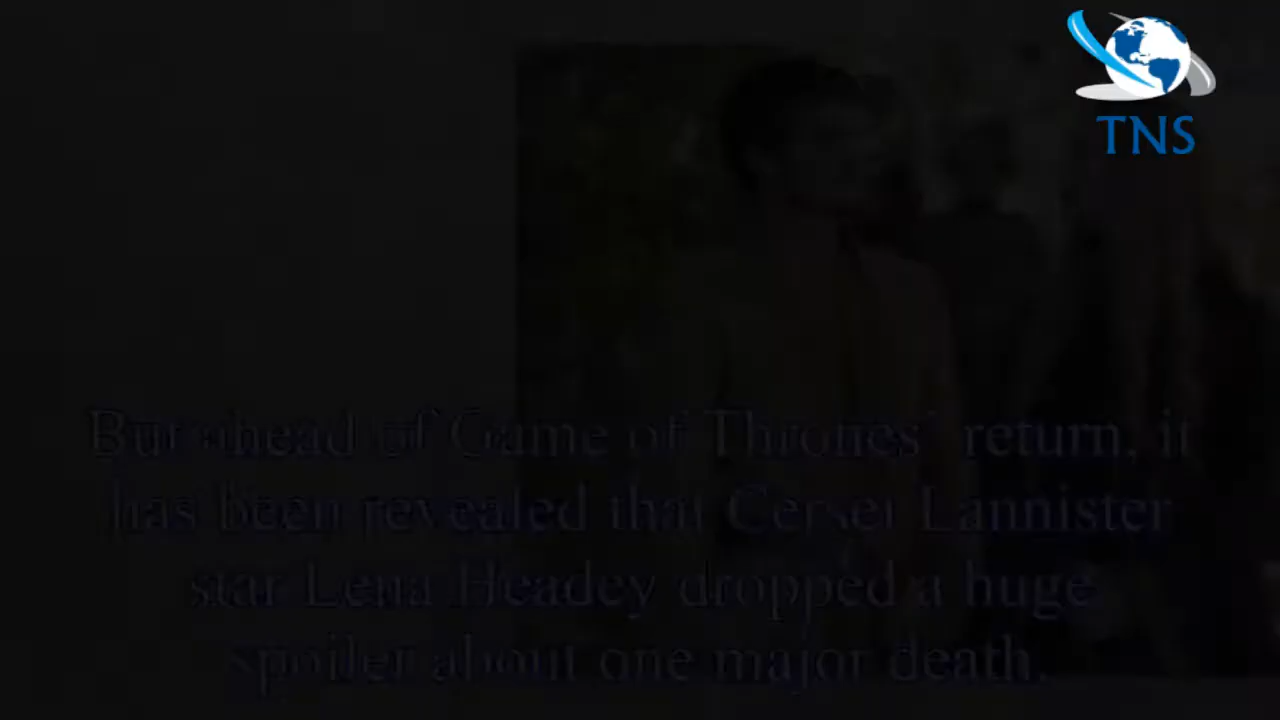 TNS
But ahead of Game of Thrones' return, it
has been revealed that Cersei Lannister
star Lena Headey dropped a huge
spoiler about one major death.